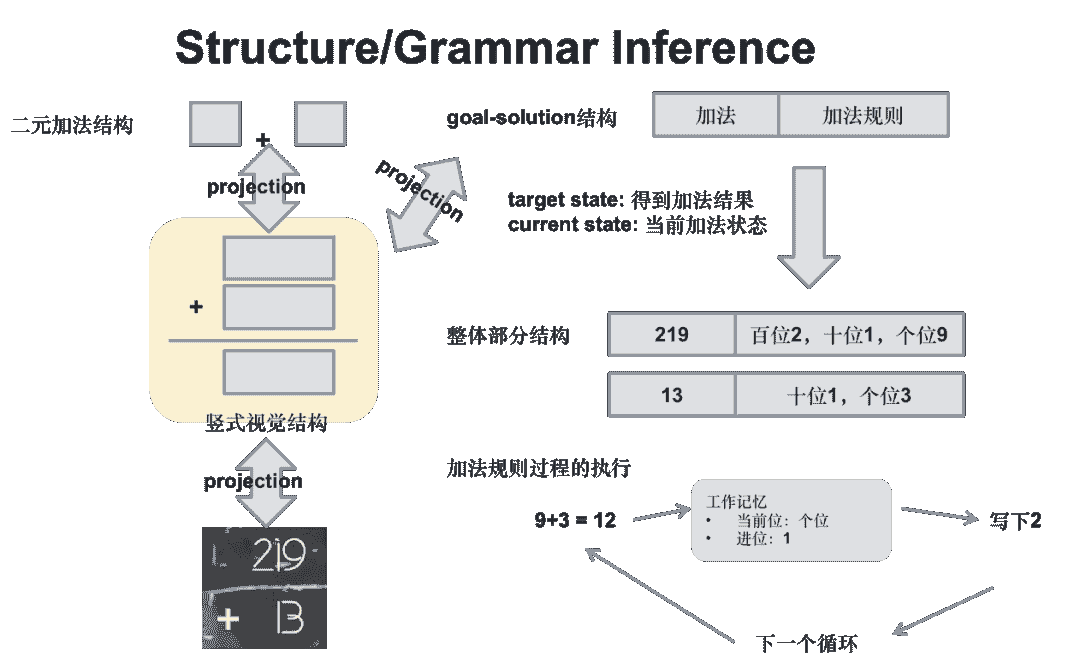 Structure/Grammar Inference
二元加法结构
+
projection
+
竖式视觉结构
projection
219
+ 13
projection
goal-solution结构
加法
加法规则
target state: 得到加法结果
current state: 当前加法状态
整体部分结构
219
百位2，十位1，个位9
13
十位1，个位3
加法规则过程的执行
9+3 = 12
工作记忆
• 当前位：个位
• 进位：1
写下2
下一个循环